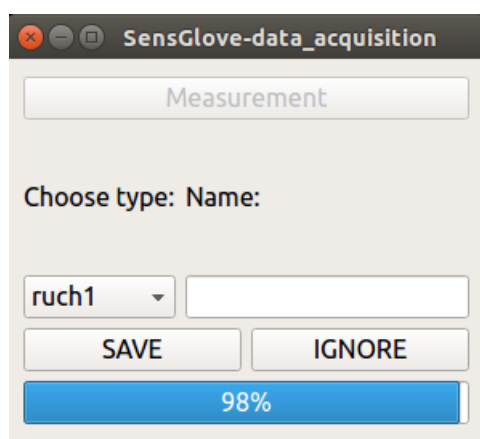 SensGlove-data_acquisition
Measurement
Choose type: Name:
ruch1
SAVE IGNORE
98%